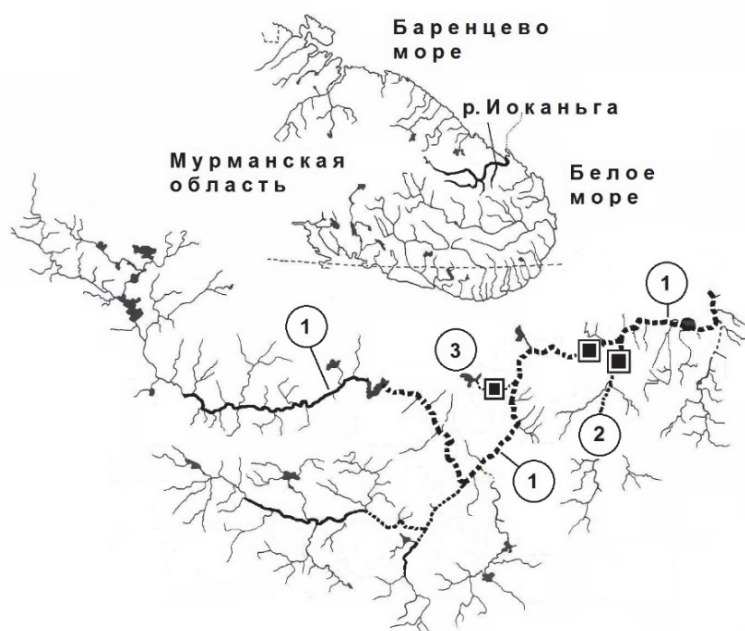 Баренцево
море
р. Иоканьга
Мурманская
область
Белое
море
1
1
3
2
1